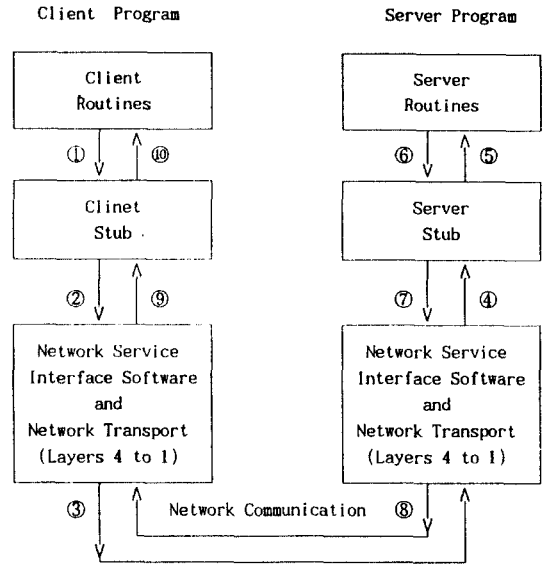 Client Program
Server Program
Client
Routines
Server
Routines
① ⑩
⑥ ⑤
Clinet
Stub
Server
Stub
② ⑨
⑦ ④
Network Service
Interface Software
and
Network Transport
(Layers 4 to 1)
Network Service
Interface Software
and
Network Transport
(Layers 4 to 1)
③ Network Communication ⑧